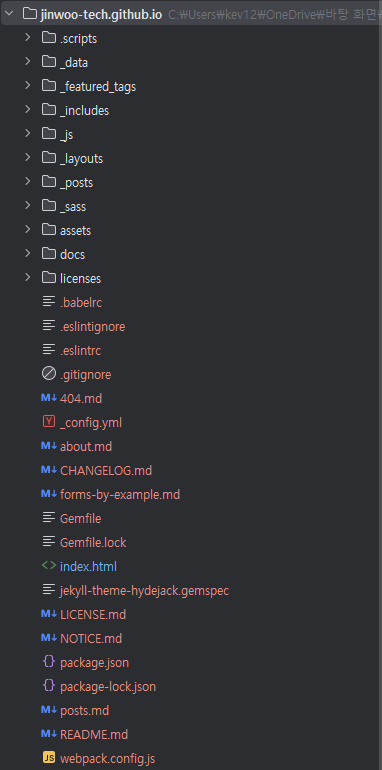 jinwoo-tech.github.io C:₩Users₩kev12₩OneDrive₩바탕 화면₩
.scripts
_data
_featured_tags
_includes
_js
_layouts
_posts
_sass
assets
docs
licenses
.babelrc
.eslintignore
.eslintrc
.gitignore
M↓ 404.md
Y _config.yml
M↓ about.md
M↓ CHANGELOG.md
M↓ forms-by-example.md
Gemfile
Gemfile.lock
<> index.html
jekyll-theme-hydejack.gemspec
M↓ LICENSE.md
M↓ NOTICE.md
{} package.json
{} package-lock.json
M↓ posts.md
M↓ README.md
JS webpack.config.js